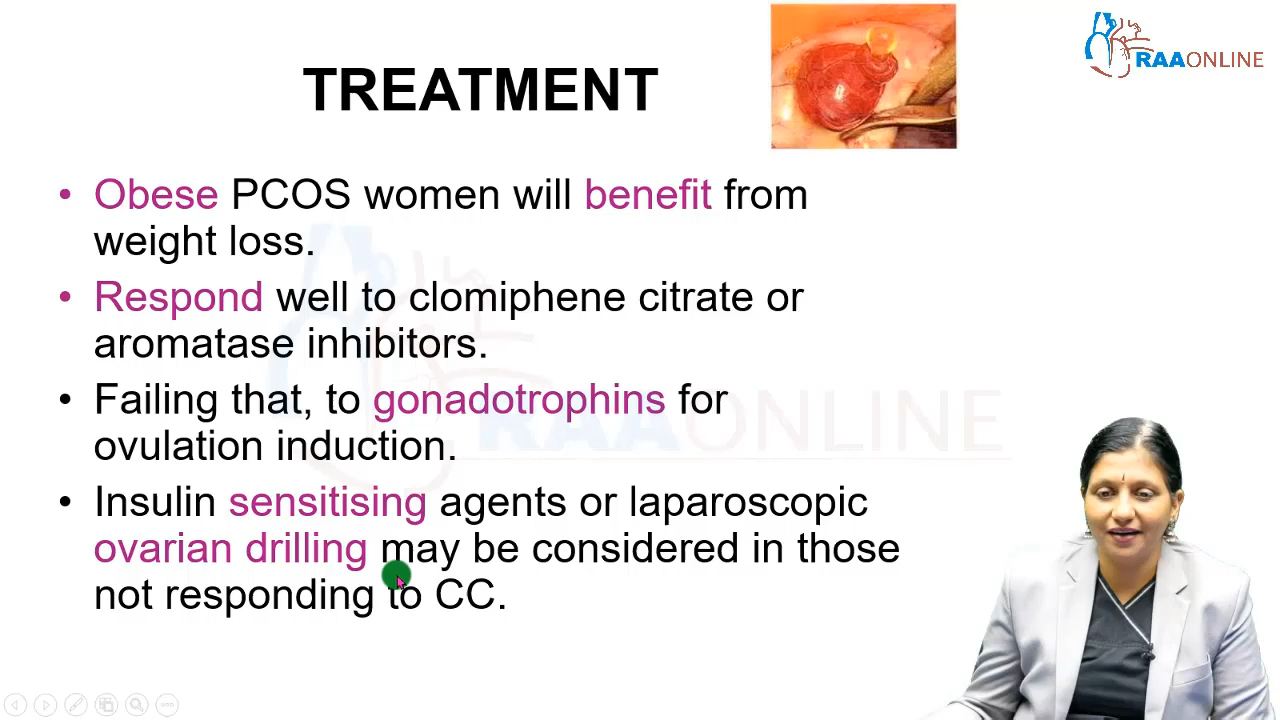 RAAONLINE
TREATMENT
• Obese PCOS women will benefit from
weight loss.
• Respond well to clomiphene citrate or
aromatase inhibitors.
• Failing that, to gonadotrophins for
ovulation induction.
• Insulin sensitising agents or laparoscopic
ovarian drilling may be considered in those
not responding to CC.
RAAONLINE